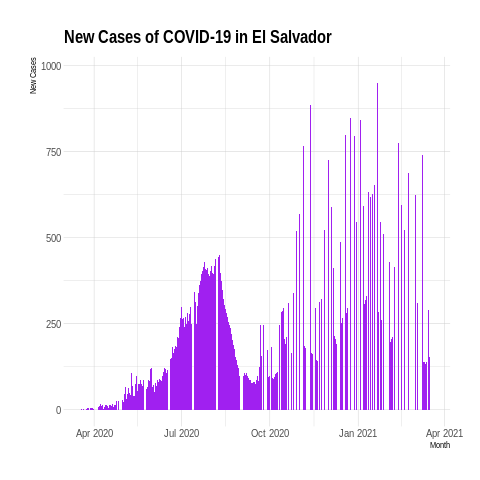 New Cases of COVID-19 in El Salvador
New Cases
1000
750
500
250
0
Apr 2020
Jul 2020
Oct 2020
Jan 2021
Apr 2021
Month